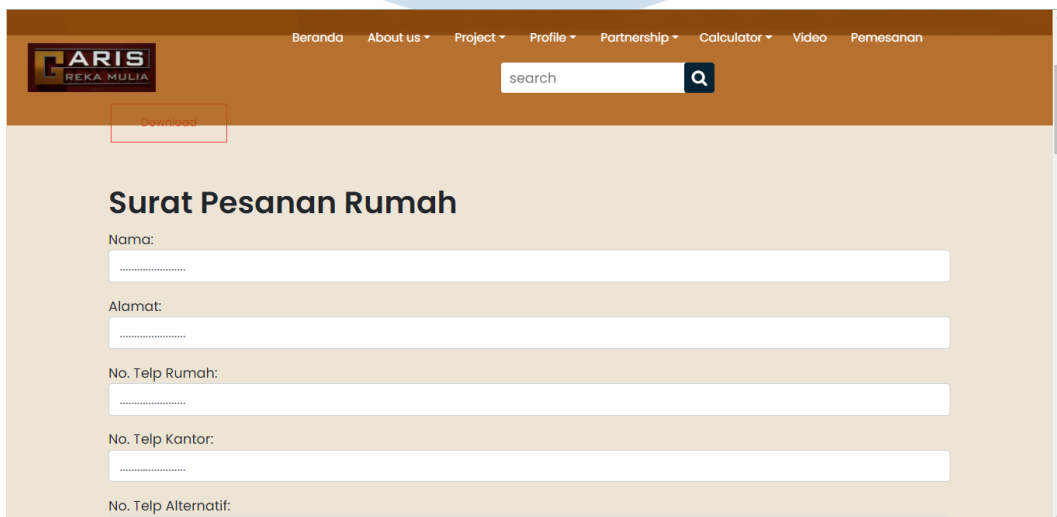 Beranda About us Project Profile Partnership Calculator Video Pemesanan
GARIS
REKA MULIA
search
Download
Surat Pesanan Rumah
Nama:
......................
Alamat:
......................
No. Telp Rumah:
......................
No. Telp Kantor:
......................
No. Telp Alternatif: